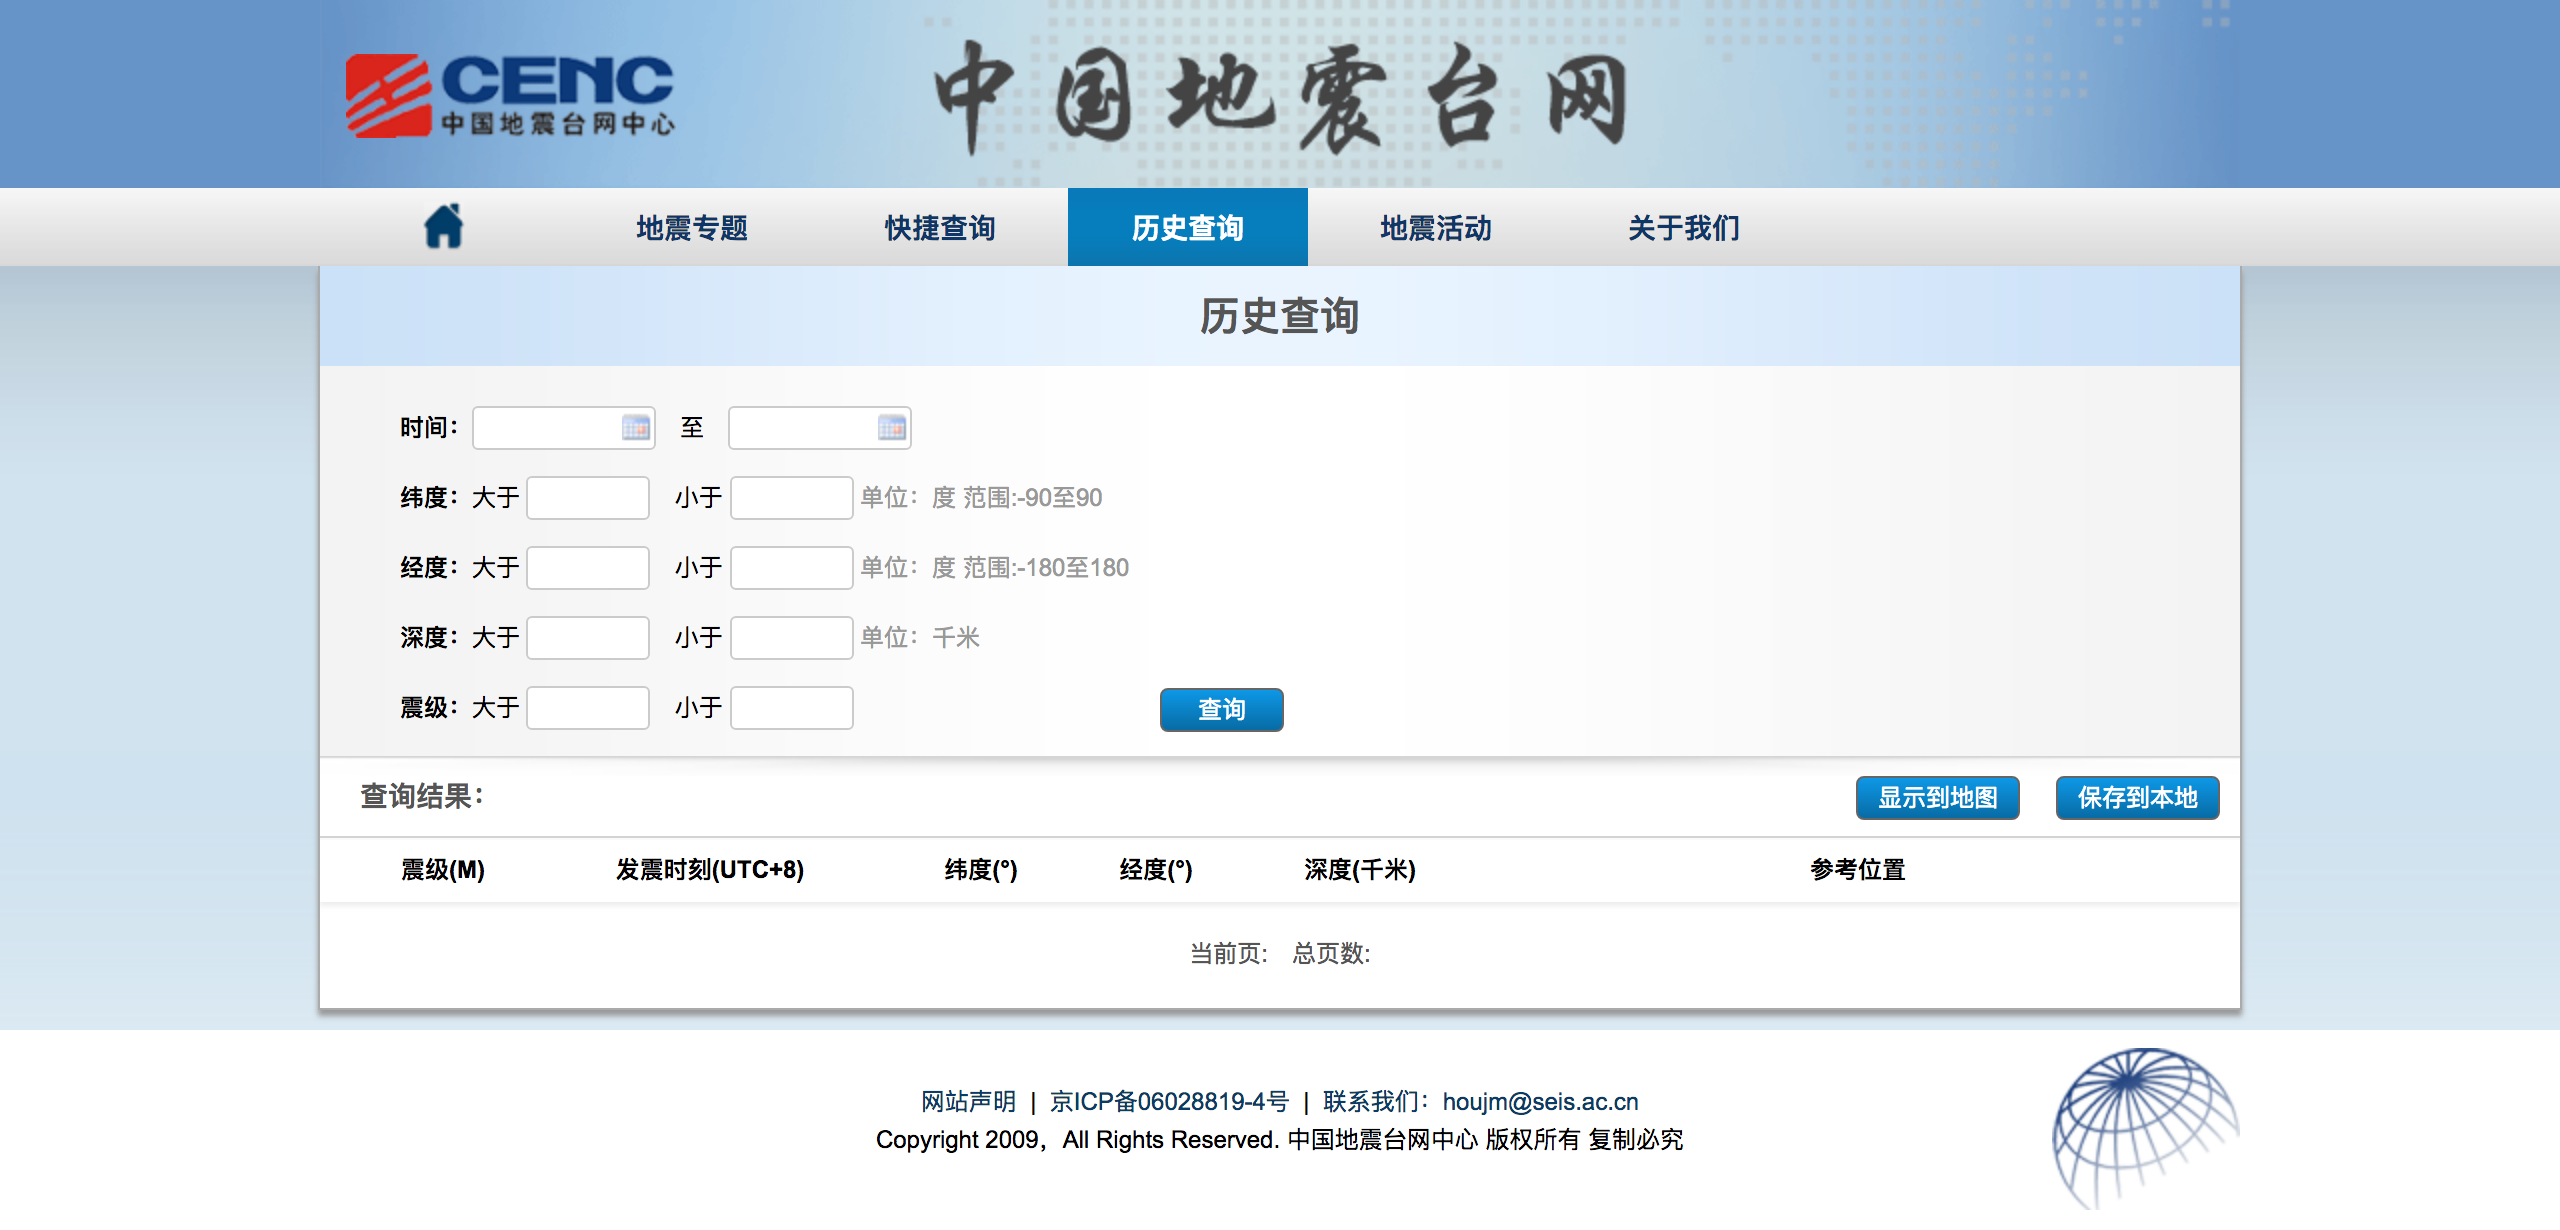 CENC
中国地震台网中心
中国地震台网
地震专题 快捷查询 历史查询 地震活动 关于我们
历史查询
时间： 至
纬度：大于 小于 单位：度 范围:-90至90
经度：大于 小于 单位：度 范围:-180至180
深度：大于 小于 单位：千米
震级：大于 小于 查询
查询结果： 显示到地图 保存到本地
震级(M) 发震时刻(UTC+8) 纬度(°) 经度(°) 深度(千米) 参考位置
当前页: 总页数:
网站声明 | 京ICP备06028819-4号 | 联系我们：houjm@seis.ac.cn
Copyright 2009，All Rights Reserved. 中国地震台网中心 版权所有 复制必究